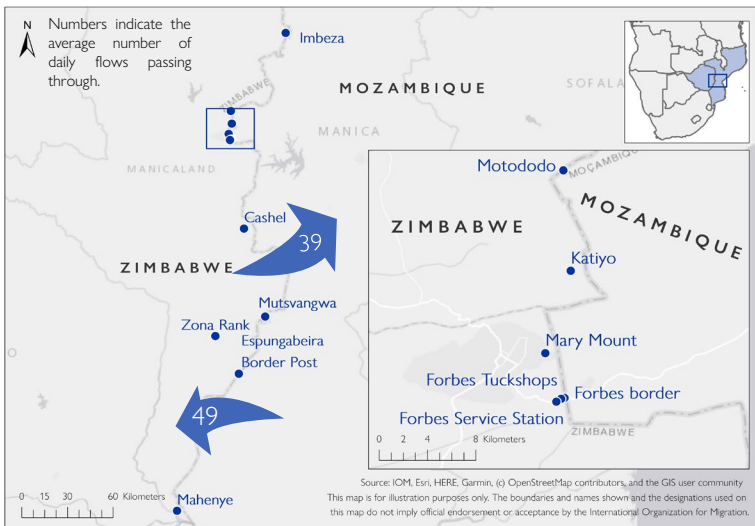 N
Numbers indicate the
average number of
daily flows passing
through.
Imbeza
ZIMBABWE
MOZAMBIQUE
SOFALA
MANICA
MANICALAND
Cashel
39
ZIMBABWE
Mutsvangwa
Zona Rank
Espungabeira
Border Post
49
Mahenye
0 15 30 60 Kilometers
Motododo
MOÇAMBIQUE
ZIMBABWE
MOZAMBIQUE
Katiyo
Mary Mount
Forbes Tuckshops
Forbes border
Forbes Service Station
ZIMBABWE
0 2 4 8 Kilometers
Source: IOM, Esri, HERE, Garmin, (c) OpenStreetMap contributors, and the GIS user community
This map is for illustration purposes only. The boundaries and names shown and the designations used on
this map do not imply official endorsement or acceptance by the International Organization for Migration.